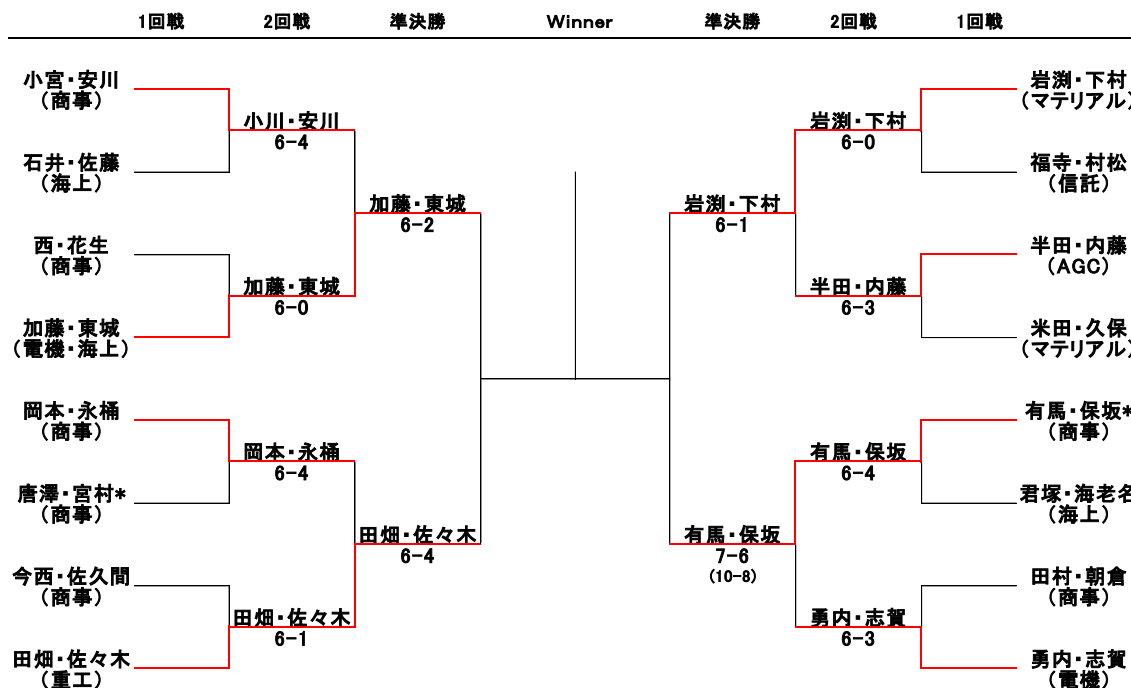 1回戦 2回戦 準決勝 Winner 準決勝 2回戦 1回戦
小宮・安川
(商事)
石井・佐藤
(海上)
西・花生
(商事)
加藤・東城
(電機・海上)
岡本・永桶
(商事)
唐澤・宮村*
(商事)
今西・佐久間
(商事)
田畑・佐々木
(重工)
小川・安川
6-4
加藤・東城
6-0
岡本・永桶
6-4
田畑・佐々木
6-1
加藤・東城
6-2
田畑・佐々木
6-4
岩渕・下村
6-1
有馬・保坂
7-6
(10-8)
岩渕・下村
6-0
半田・内藤
6-3
有馬・保坂
6-4
勇内・志賀
6-3
岩渕・下村
(マテリアル)
福寺・村松
(信託)
半田・内藤
(AGC)
米田・久保
(マテリアル)
有馬・保坂*
(商事)
君塚・海老名
(海上)
田村・朝倉
(商事)
勇内・志賀
(電機)